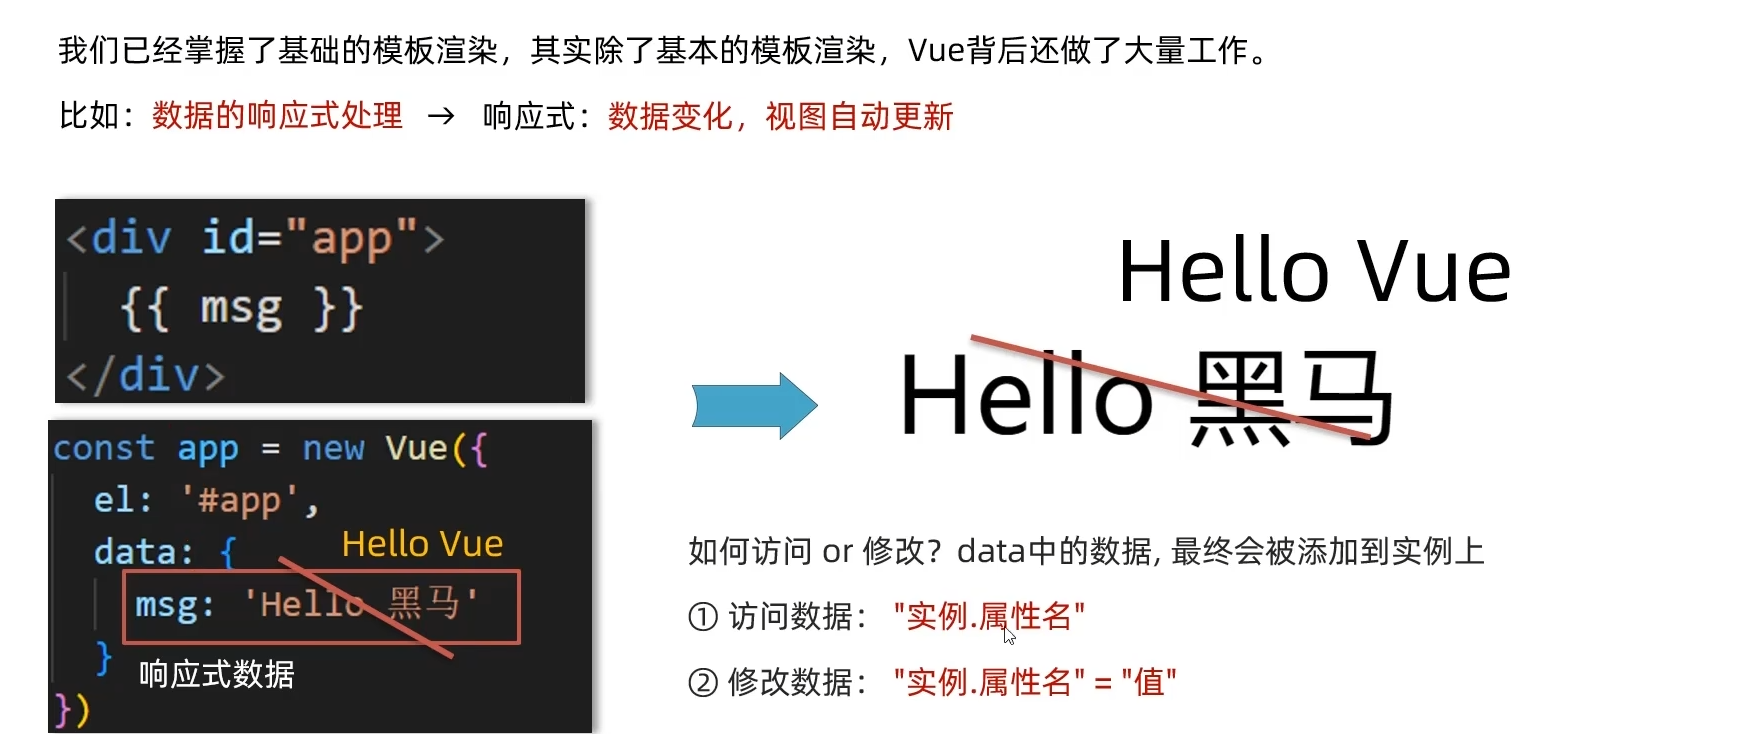 我们已经掌握了基础的模板渲染，其实除了基本的模板渲染，Vue背后还做了大量工作。
比如：数据的响应式处理 → 响应式：数据变化，视图自动更新
<div id="app">
{{ msg }}
</div>
const app = new Vue({
el: '#app',
data: {
Hello Vue
msg: 'Hello 黑马'
}
响应式数据
})
Hello Vue
Hello 黑马
如何访问 or 修改？data中的数据, 最终会被添加到实例上
① 访问数据： "实例.属性名"
② 修改数据： "实例.属性名" = "值"